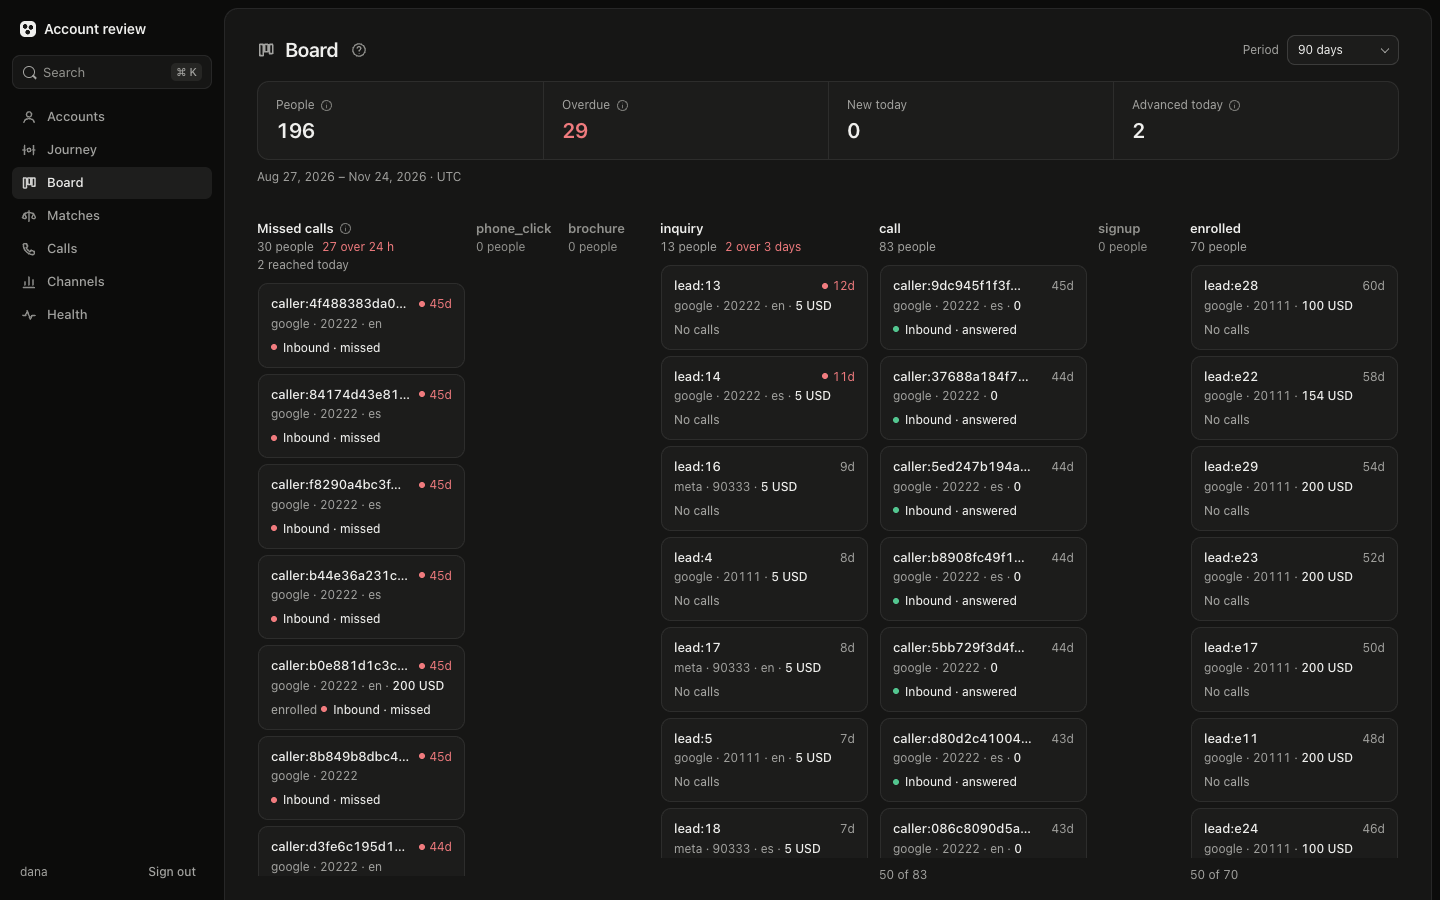 Account review
Search ⌘ K
Accounts
Journey
Board
Matches
Calls
Channels
Health
dana
Sign out
Board
Period 90 days
People
196
Overdue
29
New today
0
Advanced today
2
Aug 27, 2026 – Nov 24, 2026 · UTC
Missed calls
30 people 27 over 24 h
2 reached today
caller:4f488383da0... 45d
google · 20222 · en
Inbound · missed
caller:84174d43e81... 45d
google · 20222 · es
Inbound · missed
caller:f8290a4bc3f... 45d
google · 20222 · es
Inbound · missed
caller:b44e36a231c... 45d
google · 20222 · es
Inbound · missed
caller:b0e881d1c3c... 45d
google · 20222 · en · 200 USD
enrolled Inbound · missed
caller:8b849b8dbc4... 45d
google · 20222
Inbound · missed
caller:d3fe6c195d1... 44d
google · 20222 · en
phone_click
0 people
brochure
0 people
inquiry
13 people 2 over 3 days
lead:13 12d
google · 20222 · en · 5 USD
No calls
lead:14 11d
google · 20222 · es · 5 USD
No calls
lead:16 9d
meta · 90333 · 5 USD
No calls
lead:4 8d
google · 20111 · 5 USD
No calls
lead:17 8d
meta · 90333 · en · 5 USD
No calls
lead:5 7d
google · 20111 · en · 5 USD
No calls
lead:18 7d
meta · 90333 · es · 5 USD
call
83 people
caller:9dc945f1f3f... 45d
google · 20222 · es · 0
Inbound · answered
caller:37688a184f7... 44d
google · 20222 · 0
Inbound · answered
caller:5ed247b194a... 44d
google · 20222 · es · 0
Inbound · answered
caller:b8908fc49f1... 44d
google · 20222 · es · 0
Inbound · answered
caller:5bb729f3d4f... 44d
google · 20222 · 0
Inbound · answered
caller:d80d2c41004... 43d
google · 20222 · es · 0
Inbound · answered
caller:086c8090d5a... 43d
google · 20222 · en · 0
50 of 83
signup
0 people
enrolled
70 people
lead:e28 60d
google · 20111 · 100 USD
No calls
lead:e22 58d
google · 20111 · 154 USD
No calls
lead:e29 54d
google · 20111 · 200 USD
No calls
lead:e23 52d
google · 20111 · 200 USD
No calls
lead:e17 50d
google · 20111 · 200 USD
No calls
lead:e11 48d
google · 20111 · 200 USD
No calls
lead:e24 46d
google · 20111 · 100 USD
50 of 70